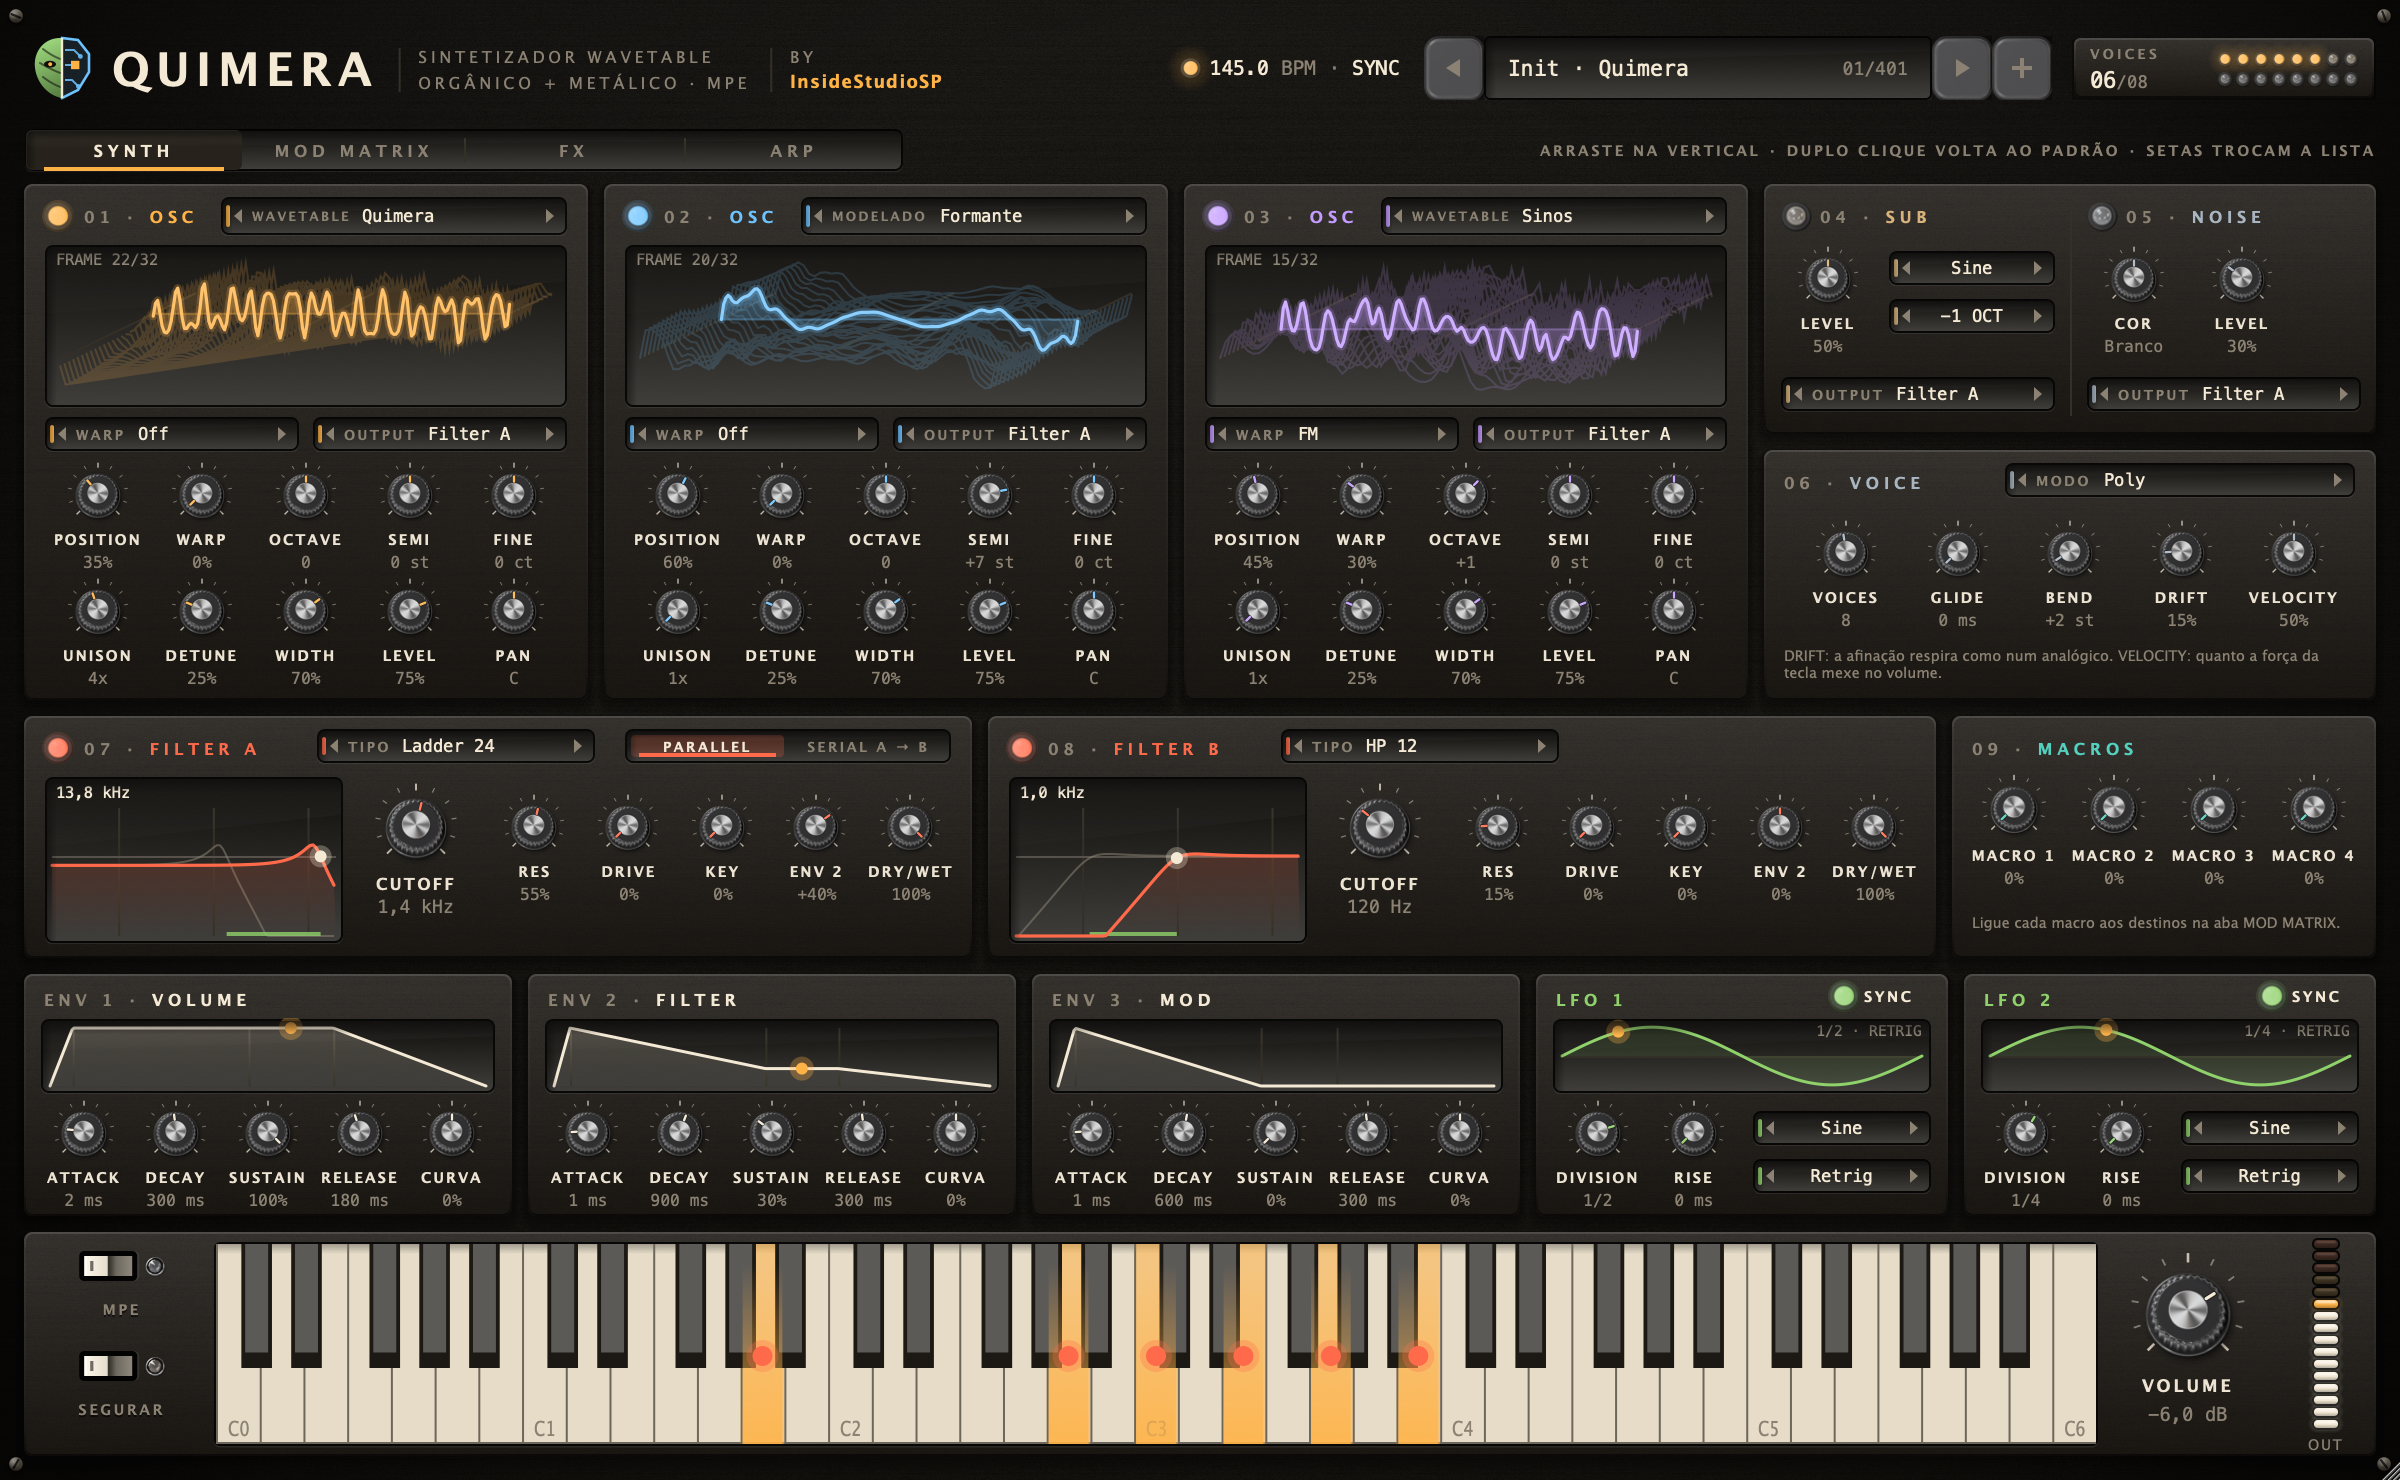 QUIMERA
SINTETIZADOR WAVETABLE
ORGÂNICO + METÁLICO · MPE
BY
InsideStudioSP
145.0 BPM · SYNC
Init · Quimera 01/401
VOICES
06/08
SYNTH MOD MATRIX FX ARP
ARRASTE NA VERTICAL · DUPLO CLIQUE VOLTA AO PADRÃO · SETAS TROCAM A LISTA
01 · OSC WAVETABLE Quimera
FRAME 22/32
WARP Off OUTPUT Filter A
POSITION WARP OCTAVE SEMI FINE
35% 0% 0 0 st 0 ct
UNISON DETUNE WIDTH LEVEL PAN
4x 25% 70% 75% C
02 · OSC MODELADO Formante
FRAME 20/32
WARP Off OUTPUT Filter A
POSITION WARP OCTAVE SEMI FINE
60% 0% 0 +7 st 0 ct
UNISON DETUNE WIDTH LEVEL PAN
1x 25% 70% 75% C
03 · OSC WAVETABLE Sinos
FRAME 15/32
WARP FM OUTPUT Filter A
POSITION WARP OCTAVE SEMI FINE
45% 30% +1 0 st 0 ct
UNISON DETUNE WIDTH LEVEL PAN
1x 25% 70% 75% C
04 · SUB
Sine
-1 OCT
LEVEL
50%
OUTPUT Filter A
05 · NOISE
COR LEVEL
Branco 30%
OUTPUT Filter A
06 · VOICE MODO Poly
VOICES GLIDE BEND DRIFT VELOCITY
8 0 ms +2 st 15% 50%
DRIFT: a afinação respira como num analógico. VELOCITY: quanto a força da
tecla mexe no volume.
07 · FILTER A TIPO Ladder 24 PARALLEL SERIAL A → B
13,8 kHz
CUTOFF
1,4 kHz
RES DRIVE KEY ENV 2 DRY/WET
55% 0% 0% +40% 100%
08 · FILTER B TIPO HP 12
1,0 kHz
CUTOFF
120 Hz
RES DRIVE KEY ENV 2 DRY/WET
15% 0% 0% 0% 100%
09 · MACROS
MACRO 1 MACRO 2 MACRO 3 MACRO 4
0% 0% 0% 0%
Ligue cada macro aos destinos na aba MOD MATRIX.
ENV 1 · VOLUME
ATTACK DECAY SUSTAIN RELEASE CURVA
2 ms 300 ms 100% 180 ms 0%
ENV 2 · FILTER
ATTACK DECAY SUSTAIN RELEASE CURVA
1 ms 900 ms 30% 300 ms 0%
ENV 3 · MOD
ATTACK DECAY SUSTAIN RELEASE CURVA
1 ms 600 ms 0% 300 ms 0%
LFO 1 SYNC
1/2 · RETRIG
Sine
Retrig
DIVISION RISE
1/2 0 ms
LFO 2 SYNC
1/4 · RETRIG
Sine
Retrig
DIVISION RISE
1/4 0 ms
MPE
SEGURAR
C0 C1 C2 C3 C4 C5 C6
VOLUME
-6,0 dB
OUT